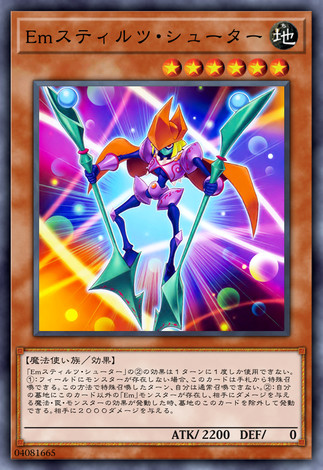 Emスティルツ・シューター
地
【魔法使い族／効果】
「Emスティルツ・シューター」の②の効果は１ターンに１度しか使用できない。
①：フィールドにモンスターが存在しない場合、このカードは手札から特殊召
喚できる。この方法で特殊召喚したターン、自分は通常召喚できない。②：自分
の墓地にこのカード以外の「Em」モンスターが存在し、相手にダメージを与え
る魔法・罠・モンスターの効果が発動した時、墓地のこのカードを除外して発動
できる。相手に２０００ダメージを与える。
ATK/ 2200 DEF/ 0
04081665